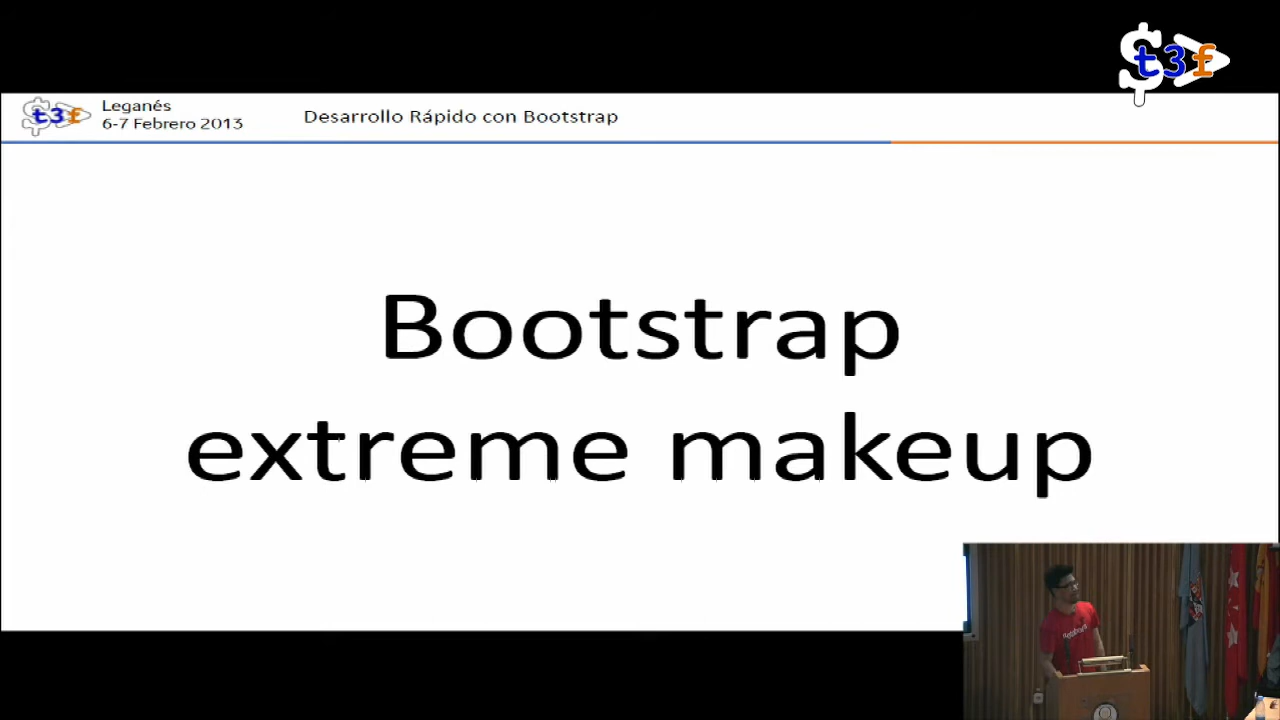 t3f
t3f
Leganés
6-7 Febrero 2013
Desarrollo Rápido con Bootstrap
Bootstrap
extreme makeup